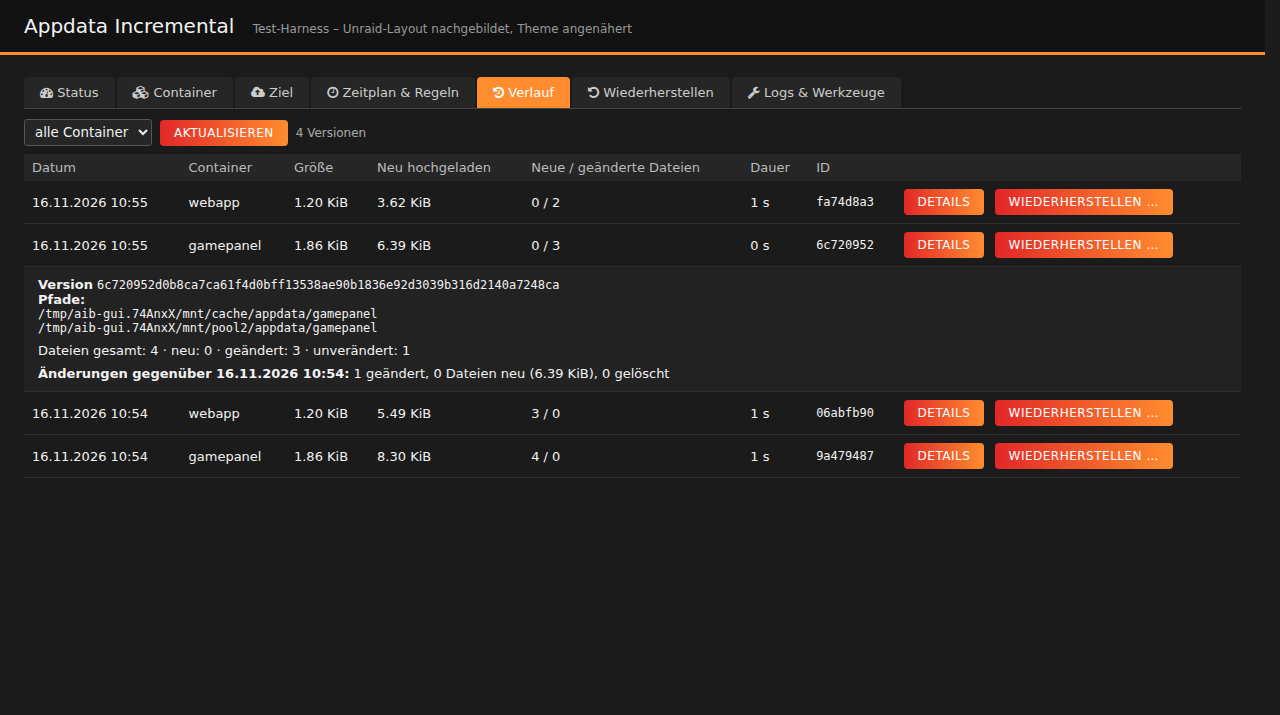 Appdata Incremental Test-Harness – Unraid-Layout nachgebildet, Theme angenähert
Status Container Ziel Zeitplan & Regeln Verlauf Wiederherstellen Logs & Werkzeuge
alle Container AKTUALISIEREN 4 Versionen
Datum Container Größe Neu hochgeladen Neue / geänderte Dateien Dauer ID
16.11.2026 10:55 webapp 1.20 KiB 3.62 KiB 0 / 2 1 s fa74d8a3 DETAILS WIEDERHERSTELLEN ...
16.11.2026 10:55 gamepanel 1.86 KiB 6.39 KiB 0 / 3 0 s 6c720952 DETAILS WIEDERHERSTELLEN ...
Version 6c720952d0b8ca7ca61f4d0bff13538ae90b1836e92d3039b316d2140a7248ca
Pfade:
/tmp/aib-gui.74AnxX/mnt/cache/appdata/gamepanel
/tmp/aib-gui.74AnxX/mnt/pool2/appdata/gamepanel
Dateien gesamt: 4 · neu: 0 · geändert: 3 · unverändert: 1
Änderungen gegenüber 16.11.2026 10:54: 1 geändert, 0 Dateien neu (6.39 KiB), 0 gelöscht
16.11.2026 10:54 webapp 1.20 KiB 5.49 KiB 3 / 0 1 s 06abfb90 DETAILS WIEDERHERSTELLEN ...
16.11.2026 10:54 gamepanel 1.86 KiB 8.30 KiB 4 / 0 1 s 9a479487 DETAILS WIEDERHERSTELLEN ...